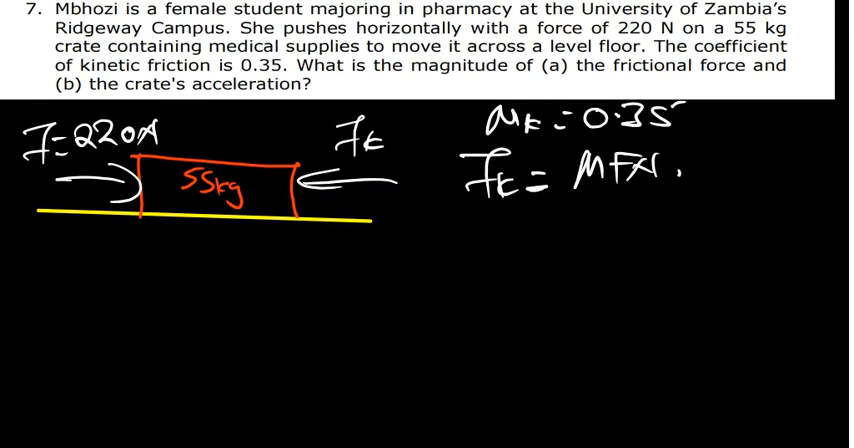 7. Mbhozi is a female student majoring in pharmacy at the University of Zambia's
Ridgeway Campus. She pushes horizontally with a force of 220 N on a 55 kg
crate containing medical supplies to move it across a level floor. The coefficient
of kinetic friction is 0.35. What is the magnitude of (a) the frictional force and
(b) the crate's acceleration?
F=220N
Fk
μk = 0.35
55kg
Fk = μFN.